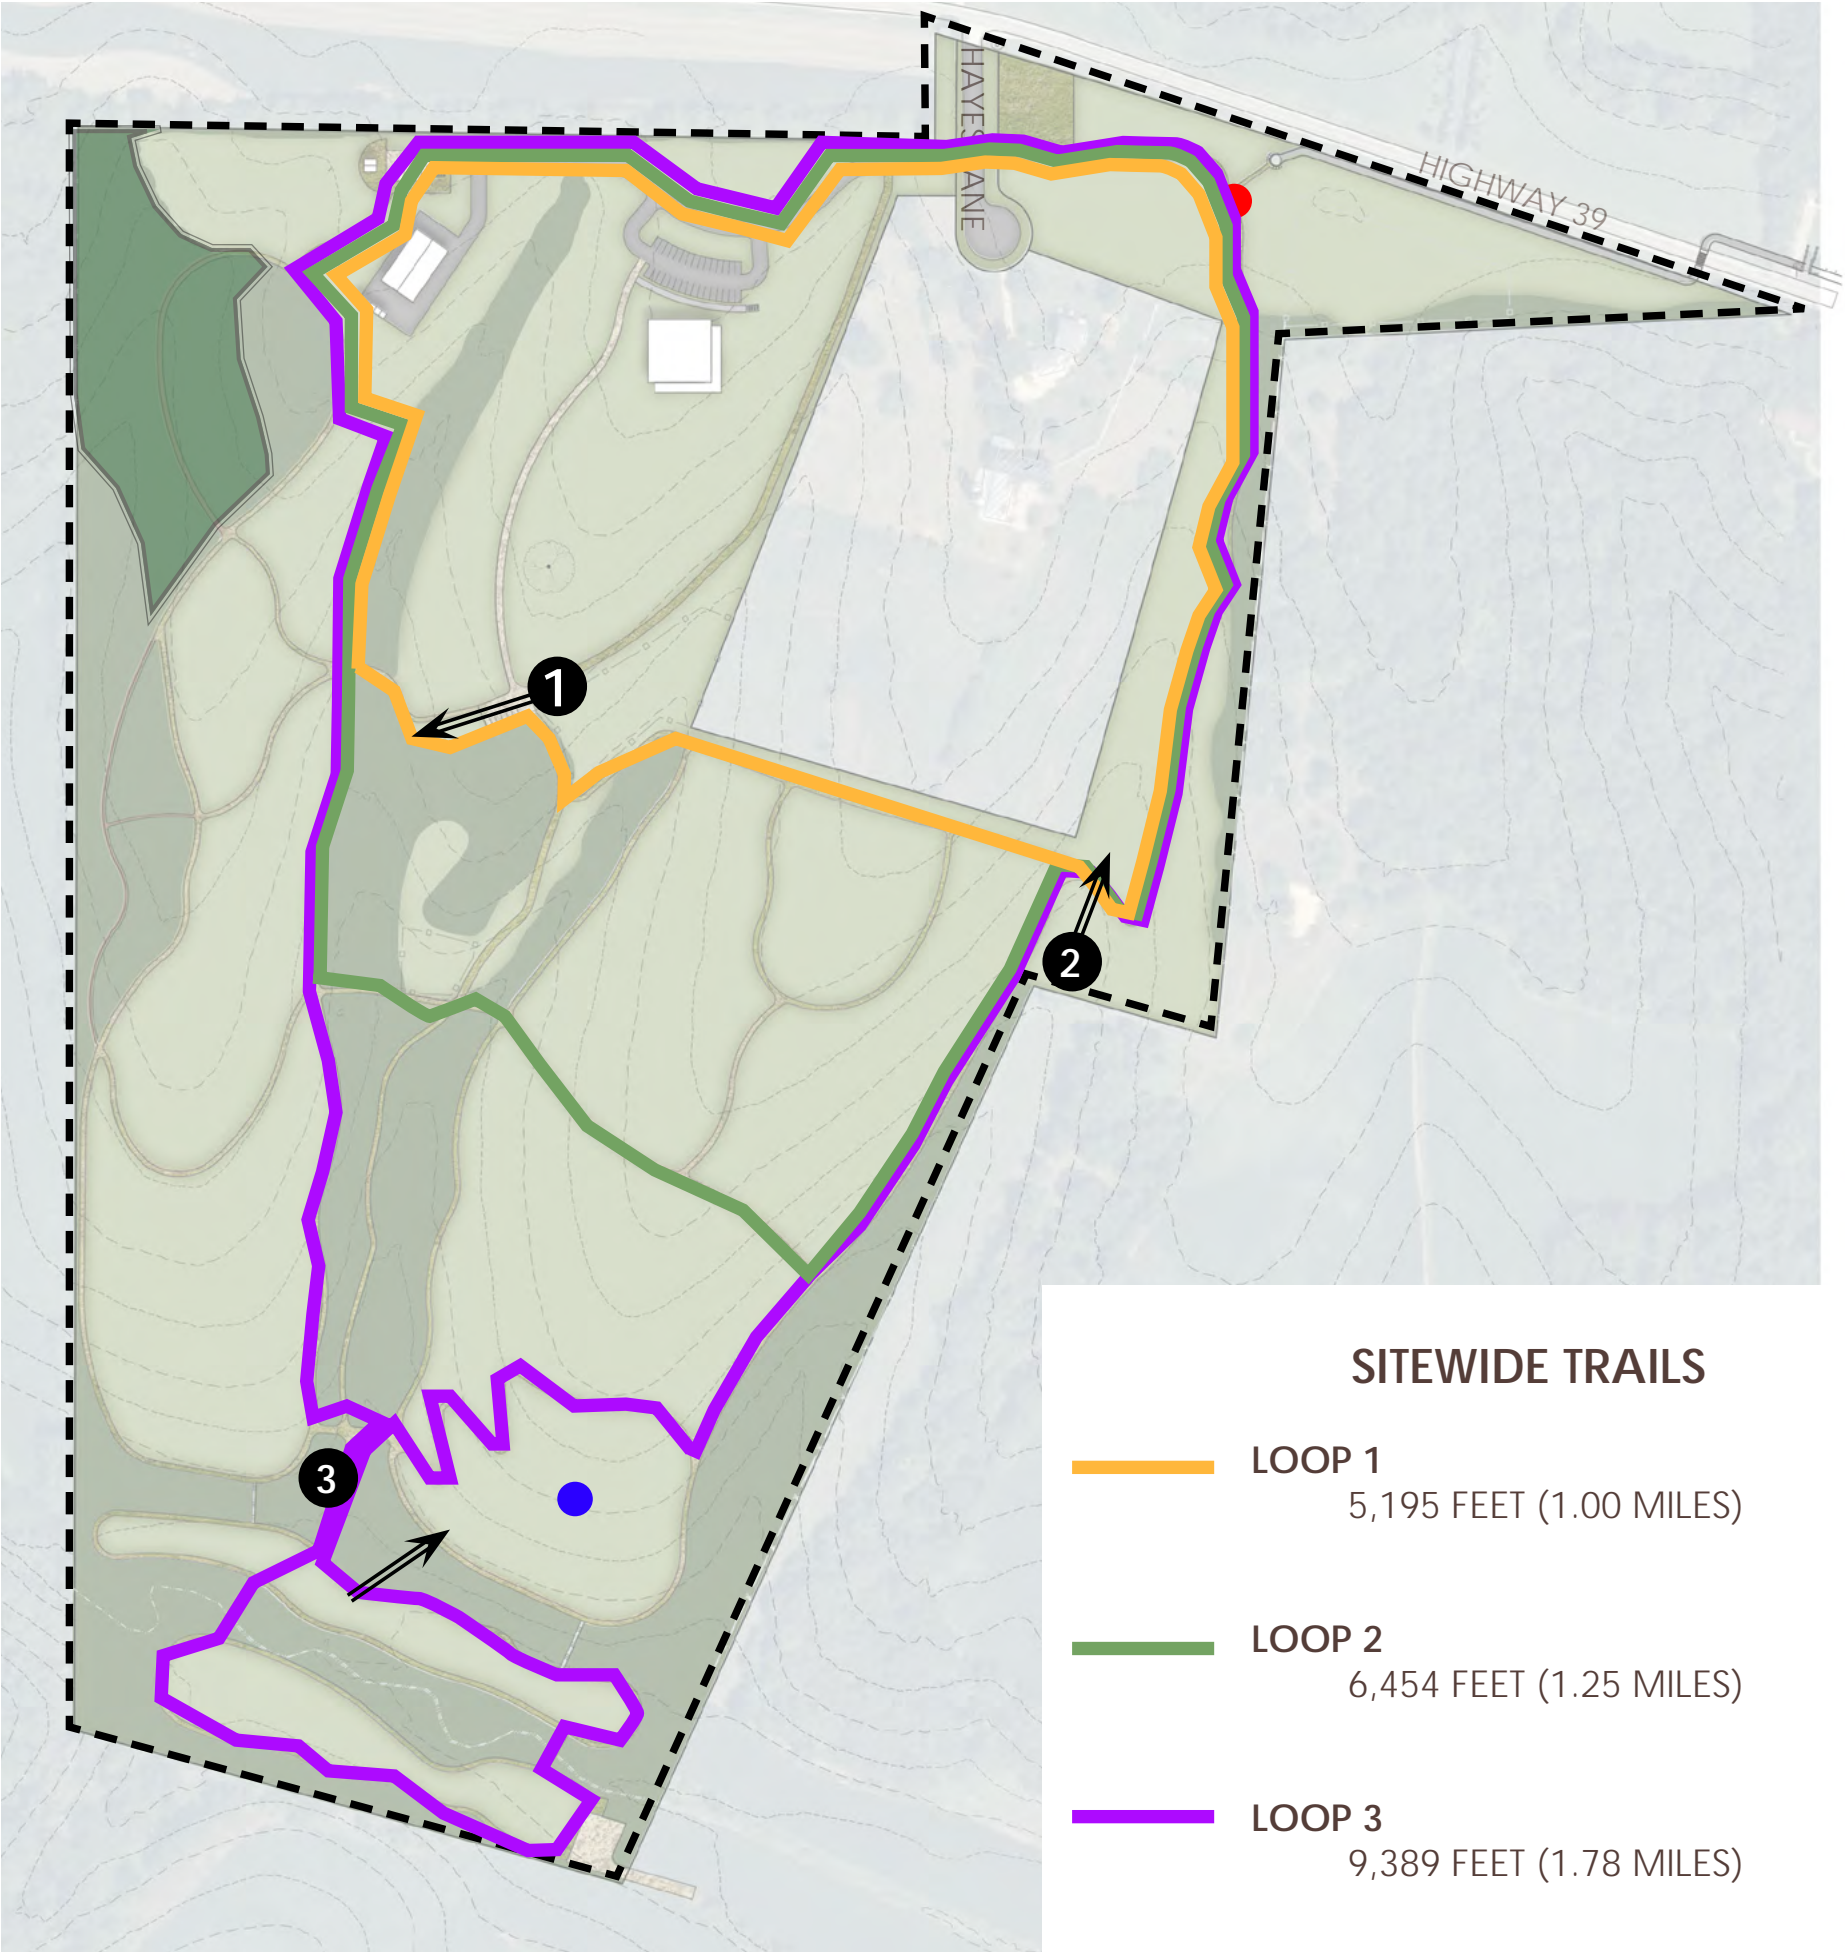 HAYES LANE
HIGHWAY 39
1
2
3
SITEWIDE TRAILS
LOOP 1
5,195 FEET (1.00 MILES)
LOOP 2
6,454 FEET (1.25 MILES)
LOOP 3
9,389 FEET (1.78 MILES)